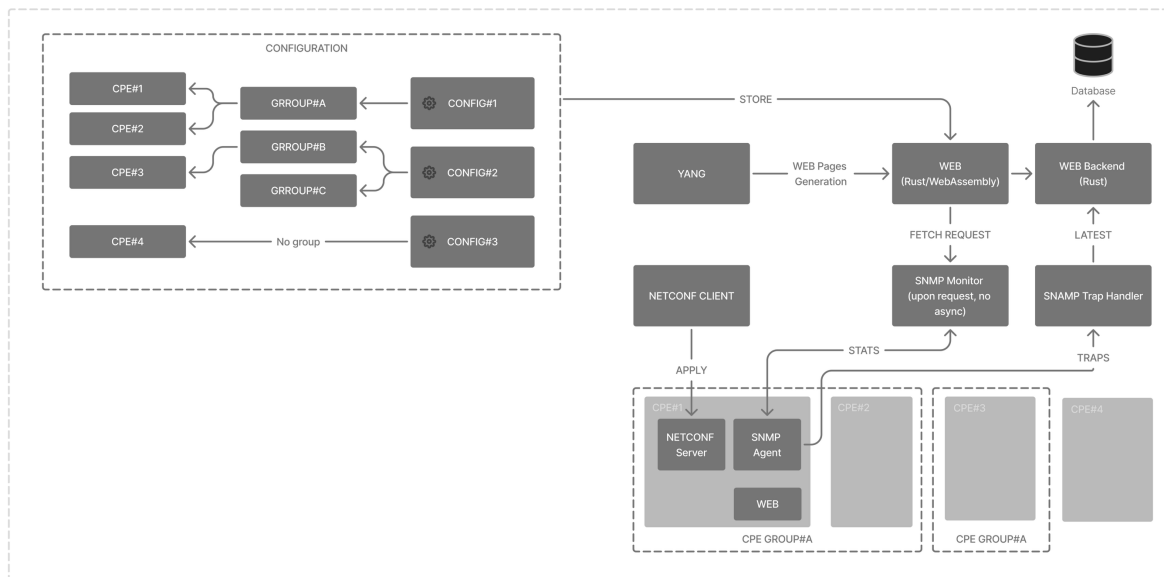 CONFIGURATION
CPE#1
CPE#2
CPE#3
CPE#4
GRROUP#A
GRROUP#B
GRROUP#C
No group
CONFIG#1
CONFIG#2
CONFIG#3
STORE
Database
YANG
WEB Pages
Generation
WEB
(Rust/WebAssembly)
WEB Backend
(Rust)
FETCH REQUEST
LATEST
NETCONF CLIENT
SNMP Monitor
(upon request, no
async)
SNAMP Trap Handler
APPLY
STATS
TRAPS
CPE#1
NETCONF
Server
SNMP
Agent
WEB
CPE#2
CPE GROUP#A
CPE#3
CPE GROUP#A
CPE#4